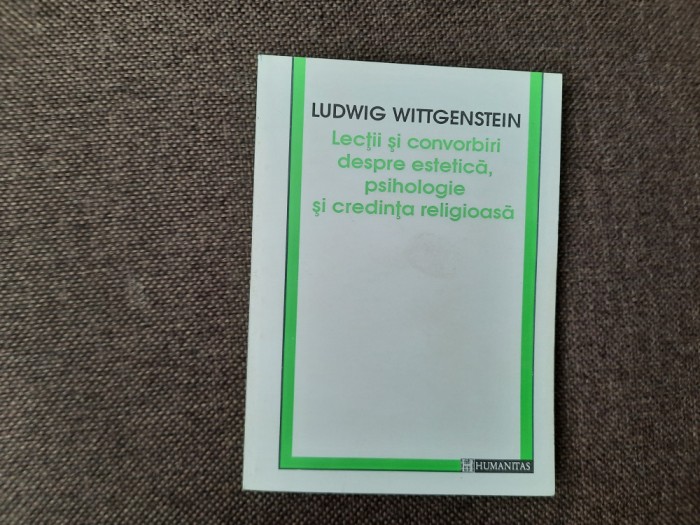 LUDWIG WITTGENSTEIN
Lecţii şi convorbiri
despre estetică,
psihologie
şi credinţa religioasă
HUMANITAS